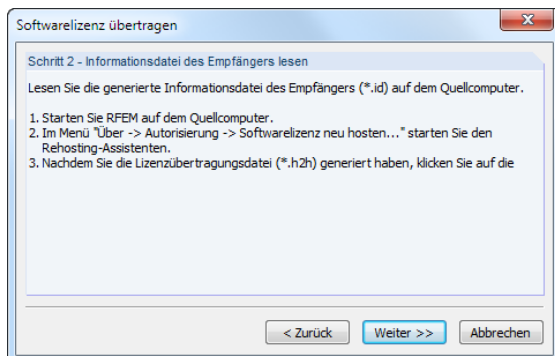 Softwarelizenz übertragen
Schritt 2 - Informationsdatei des Empfängers lesen
Lesen Sie die generierte Informationsdatei des Empfängers (*.id) auf dem Quellcomputer.
1. Starten Sie RFEM auf dem Quellcomputer.
2. Im Menü "Über -> Autorisierung -> Softwarelizenz neu hosten..." starten Sie den
Rehosting-Assistenten.
3. Nachdem Sie die Lizenzübertragungsdatei (*.h2h) generiert haben, klicken Sie auf die
< Zurück
Weiter >>
Abbrechen